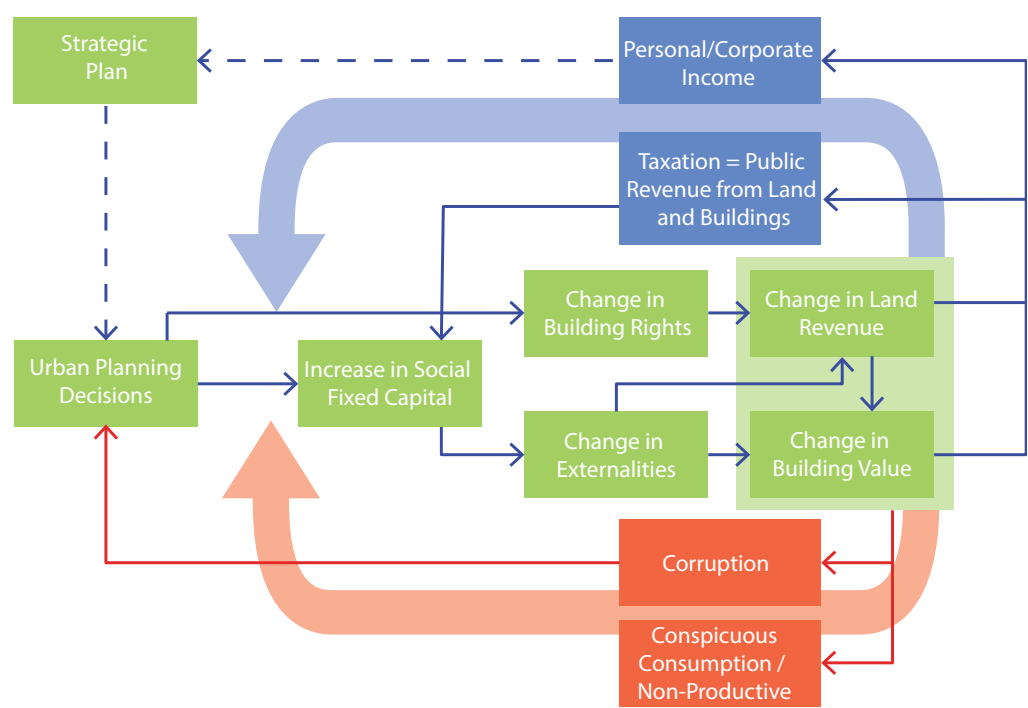 Strategic
Plan
Personal/Corporate
Income
Taxation = Public
Revenue from Land
and Buildings
Change in
Building Rights
Change in Land
Revenue
Urban Planning
Decisions
Increase in Social
Fixed Capital
Change in
Externalities
Change in
Building Value
Corruption
Conspicuous
Consumption /
Non-Productive